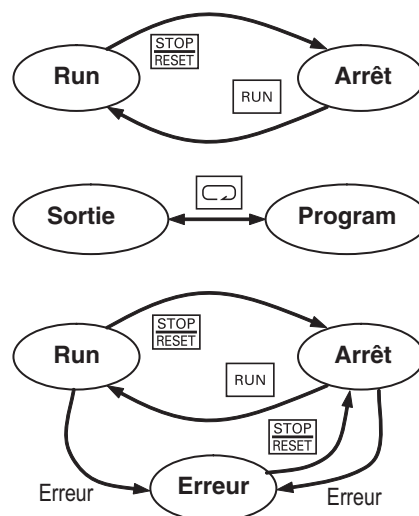 STOP
RESET
Run
Arrêt
RUN
Sortie
Program
STOP
RESET
Run
Arrêt
RUN
STOP
RESET
Erreur
Erreur
Erreur